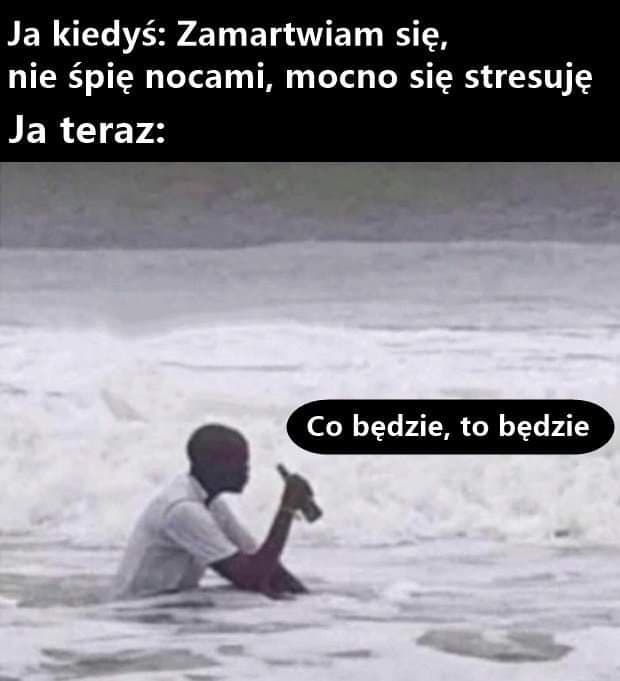 Ja kiedyś: Zamartwiam się,
nie śpię nocami, mocno się stresuję
Ja teraz:
Co będzie, to będzie